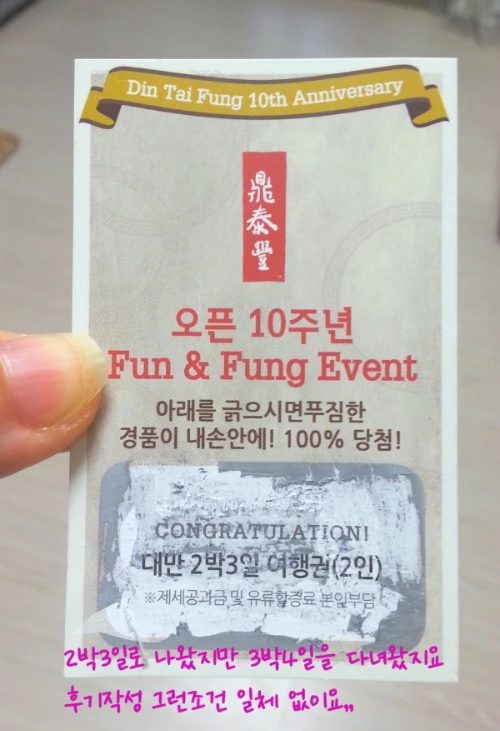 Din Tai Fung 10th Anniversary
鼎泰豐
오픈 10주년
Fun & Fung Event
아래를 긁으시면푸짐한
경품이 내손안에! 100% 당첨!
CONGRATULATION!
대만 2박3일 여행권(2인)
※제세공과금 및 유류할증료 본인부담
2박3일로 나왔지만 3박4일을 다녀왔지요
후기작성 그런조건 일체 없이요,,